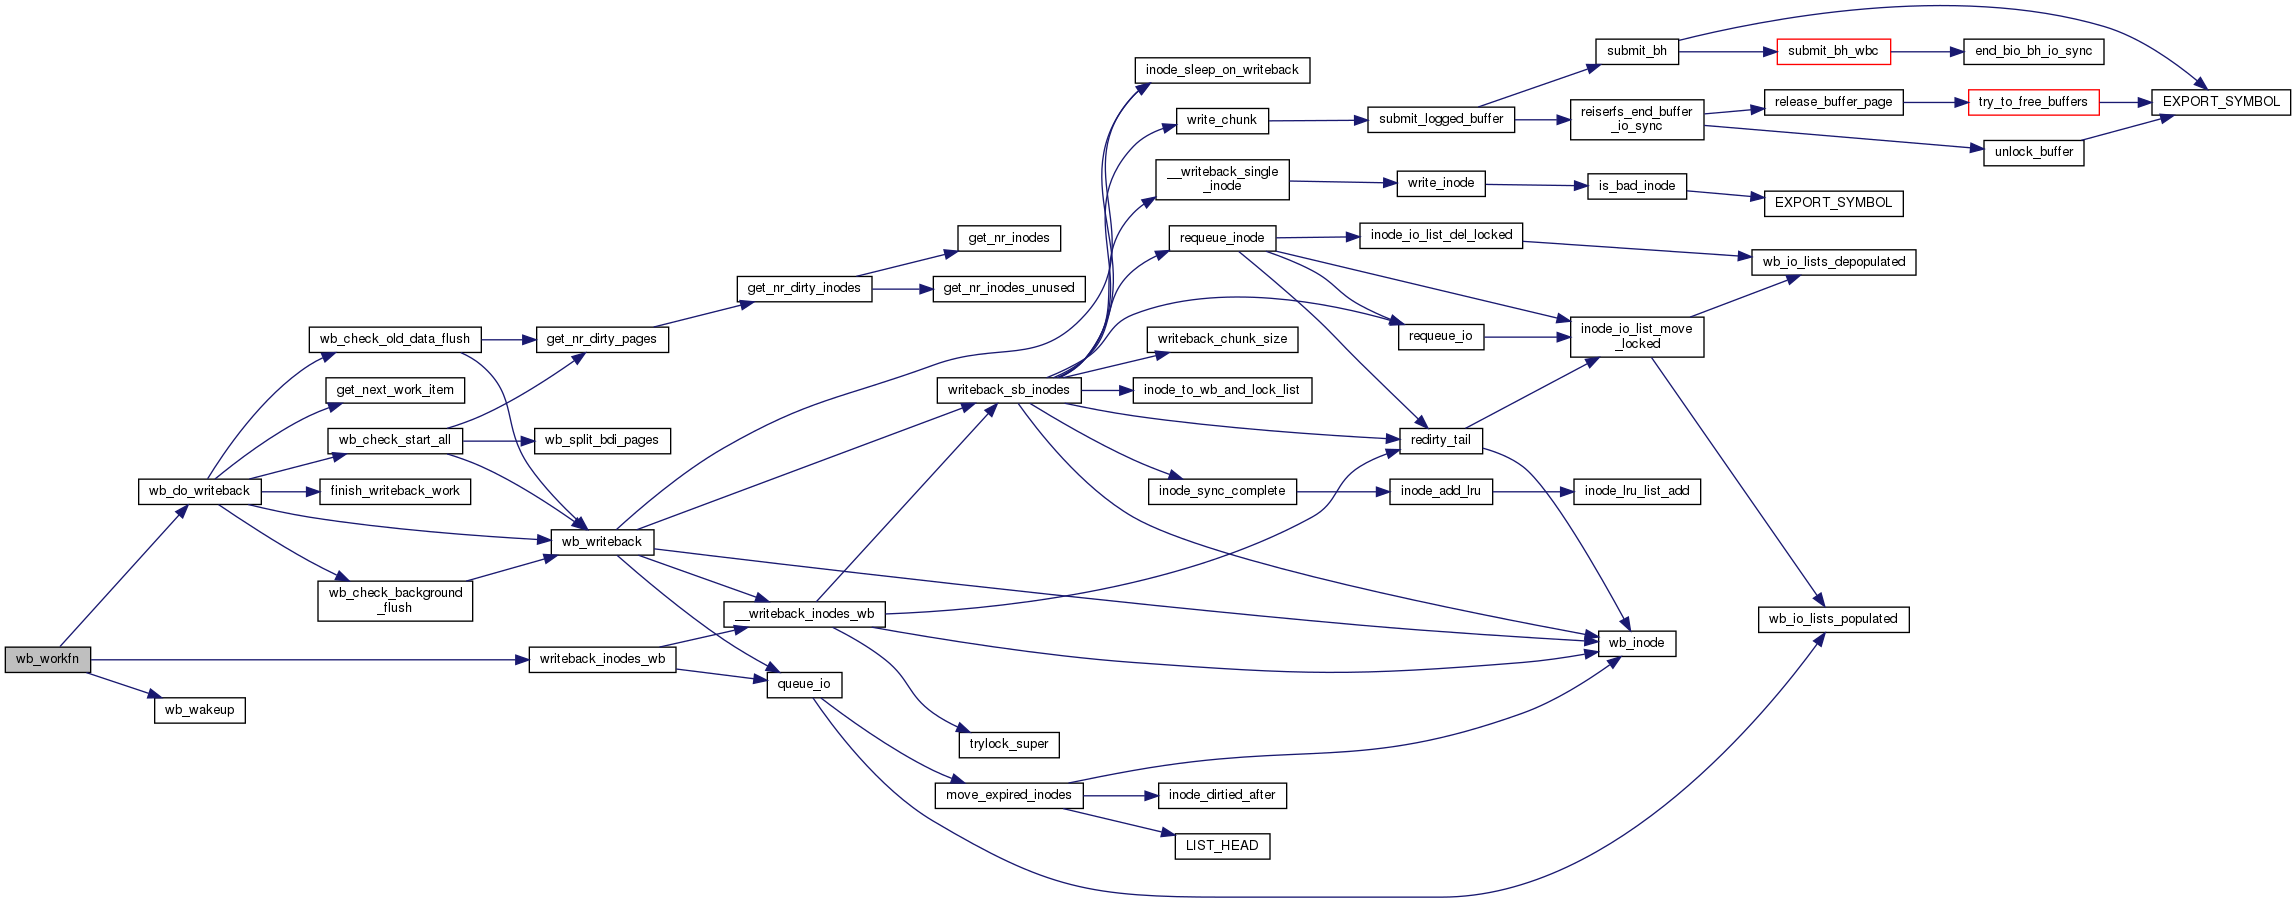 wb_workfn
wb_do_writeback
wb_wakeup
wb_check_old_data_flush
get_next_work_item
wb_check_start_all
finish_writeback_work
wb_check_background
_flush
get_nr_dirty_pages
wb_split_bdi_pages
wb_writeback
writeback_inodes_wb
get_nr_dirty_inodes
__writeback_inodes_wb
queue_io
get_nr_inodes
get_nr_inodes_unused
writeback_sb_inodes
trylock_super
move_expired_inodes
inode_sleep_on_writeback
write_chunk
__writeback_single
_inode
requeue_inode
writeback_chunk_size
inode_to_wb_and_lock_list
inode_sync_complete
inode_dirtied_after
LIST_HEAD
submit_logged_buffer
write_inode
inode_io_list_del_locked
requeue_io
redirty_tail
inode_add_lru
submit_bh
reiserfs_end_buffer
_io_sync
is_bad_inode
inode_io_list_move
_locked
inode_lru_list_add
wb_inode
submit_bh_wbc
release_buffer_page
EXPORT_SYMBOL
wb_io_lists_depopulated
wb_io_lists_populated
end_bio_bh_io_sync
try_to_free_buffers
unlock_buffer
EXPORT_SYMBOL